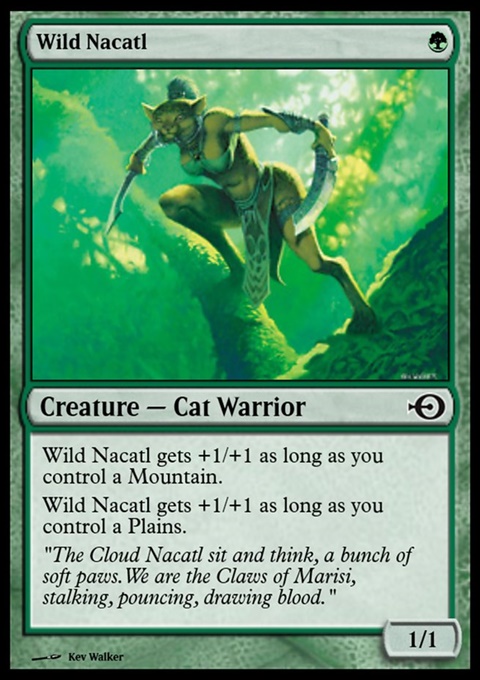 Wild Nacatl
Creature — Cat Warrior
Wild Nacatl gets +1/+1 as long as you
control a Mountain.
Wild Nacatl gets +1/+1 as long as you
control a Plains.
"The Cloud Nacatl sit and think, a bunch of
soft paws.We are the Claws of Marisi,
stalking, pouncing, drawing blood."
1/1
Kev Walker